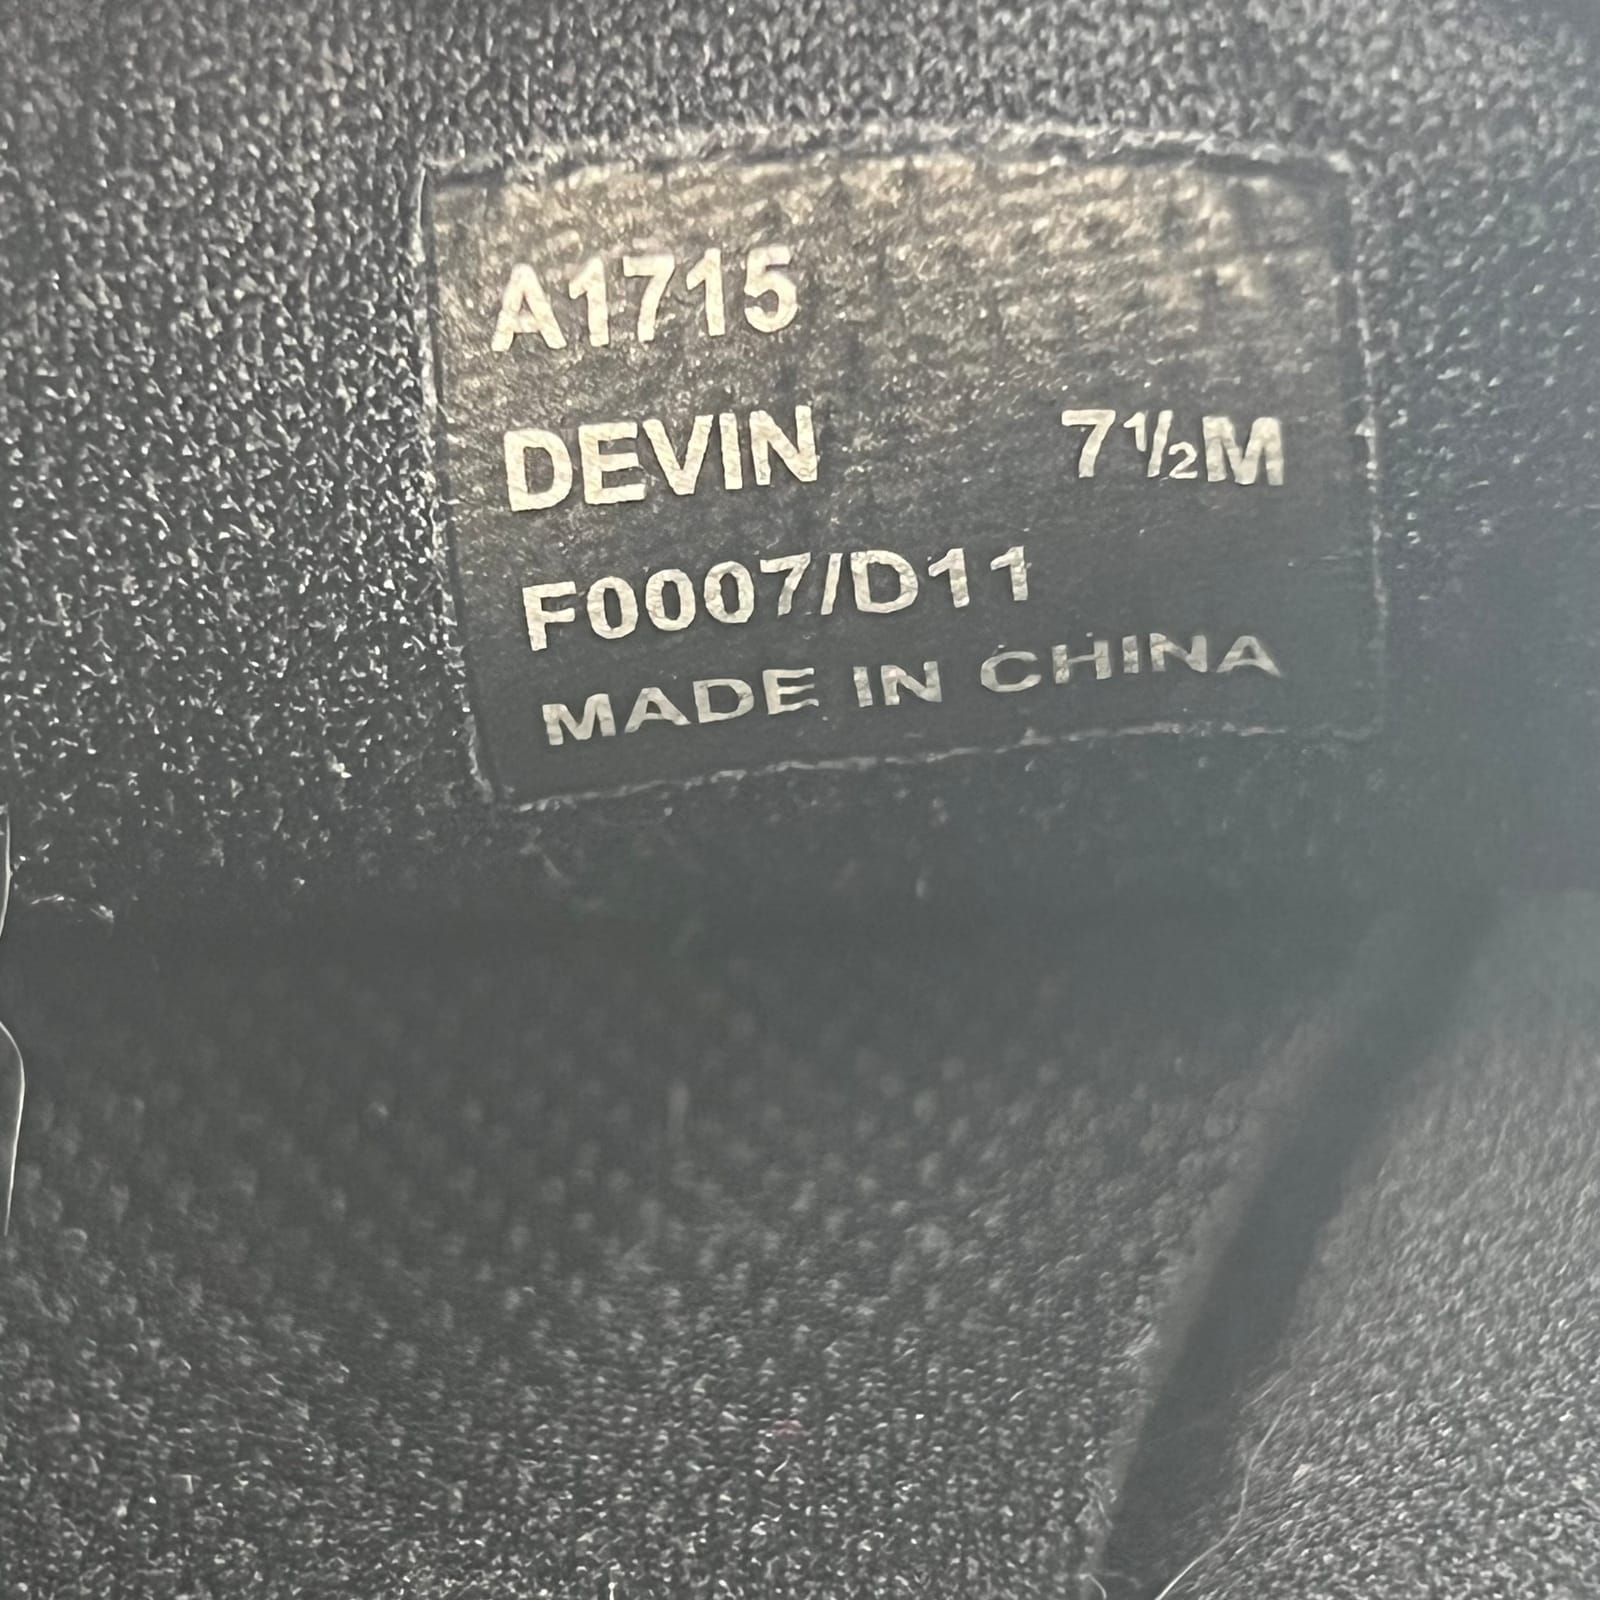 A1715
DEVIN 7½M
F0007/D11
MADE IN CHINA